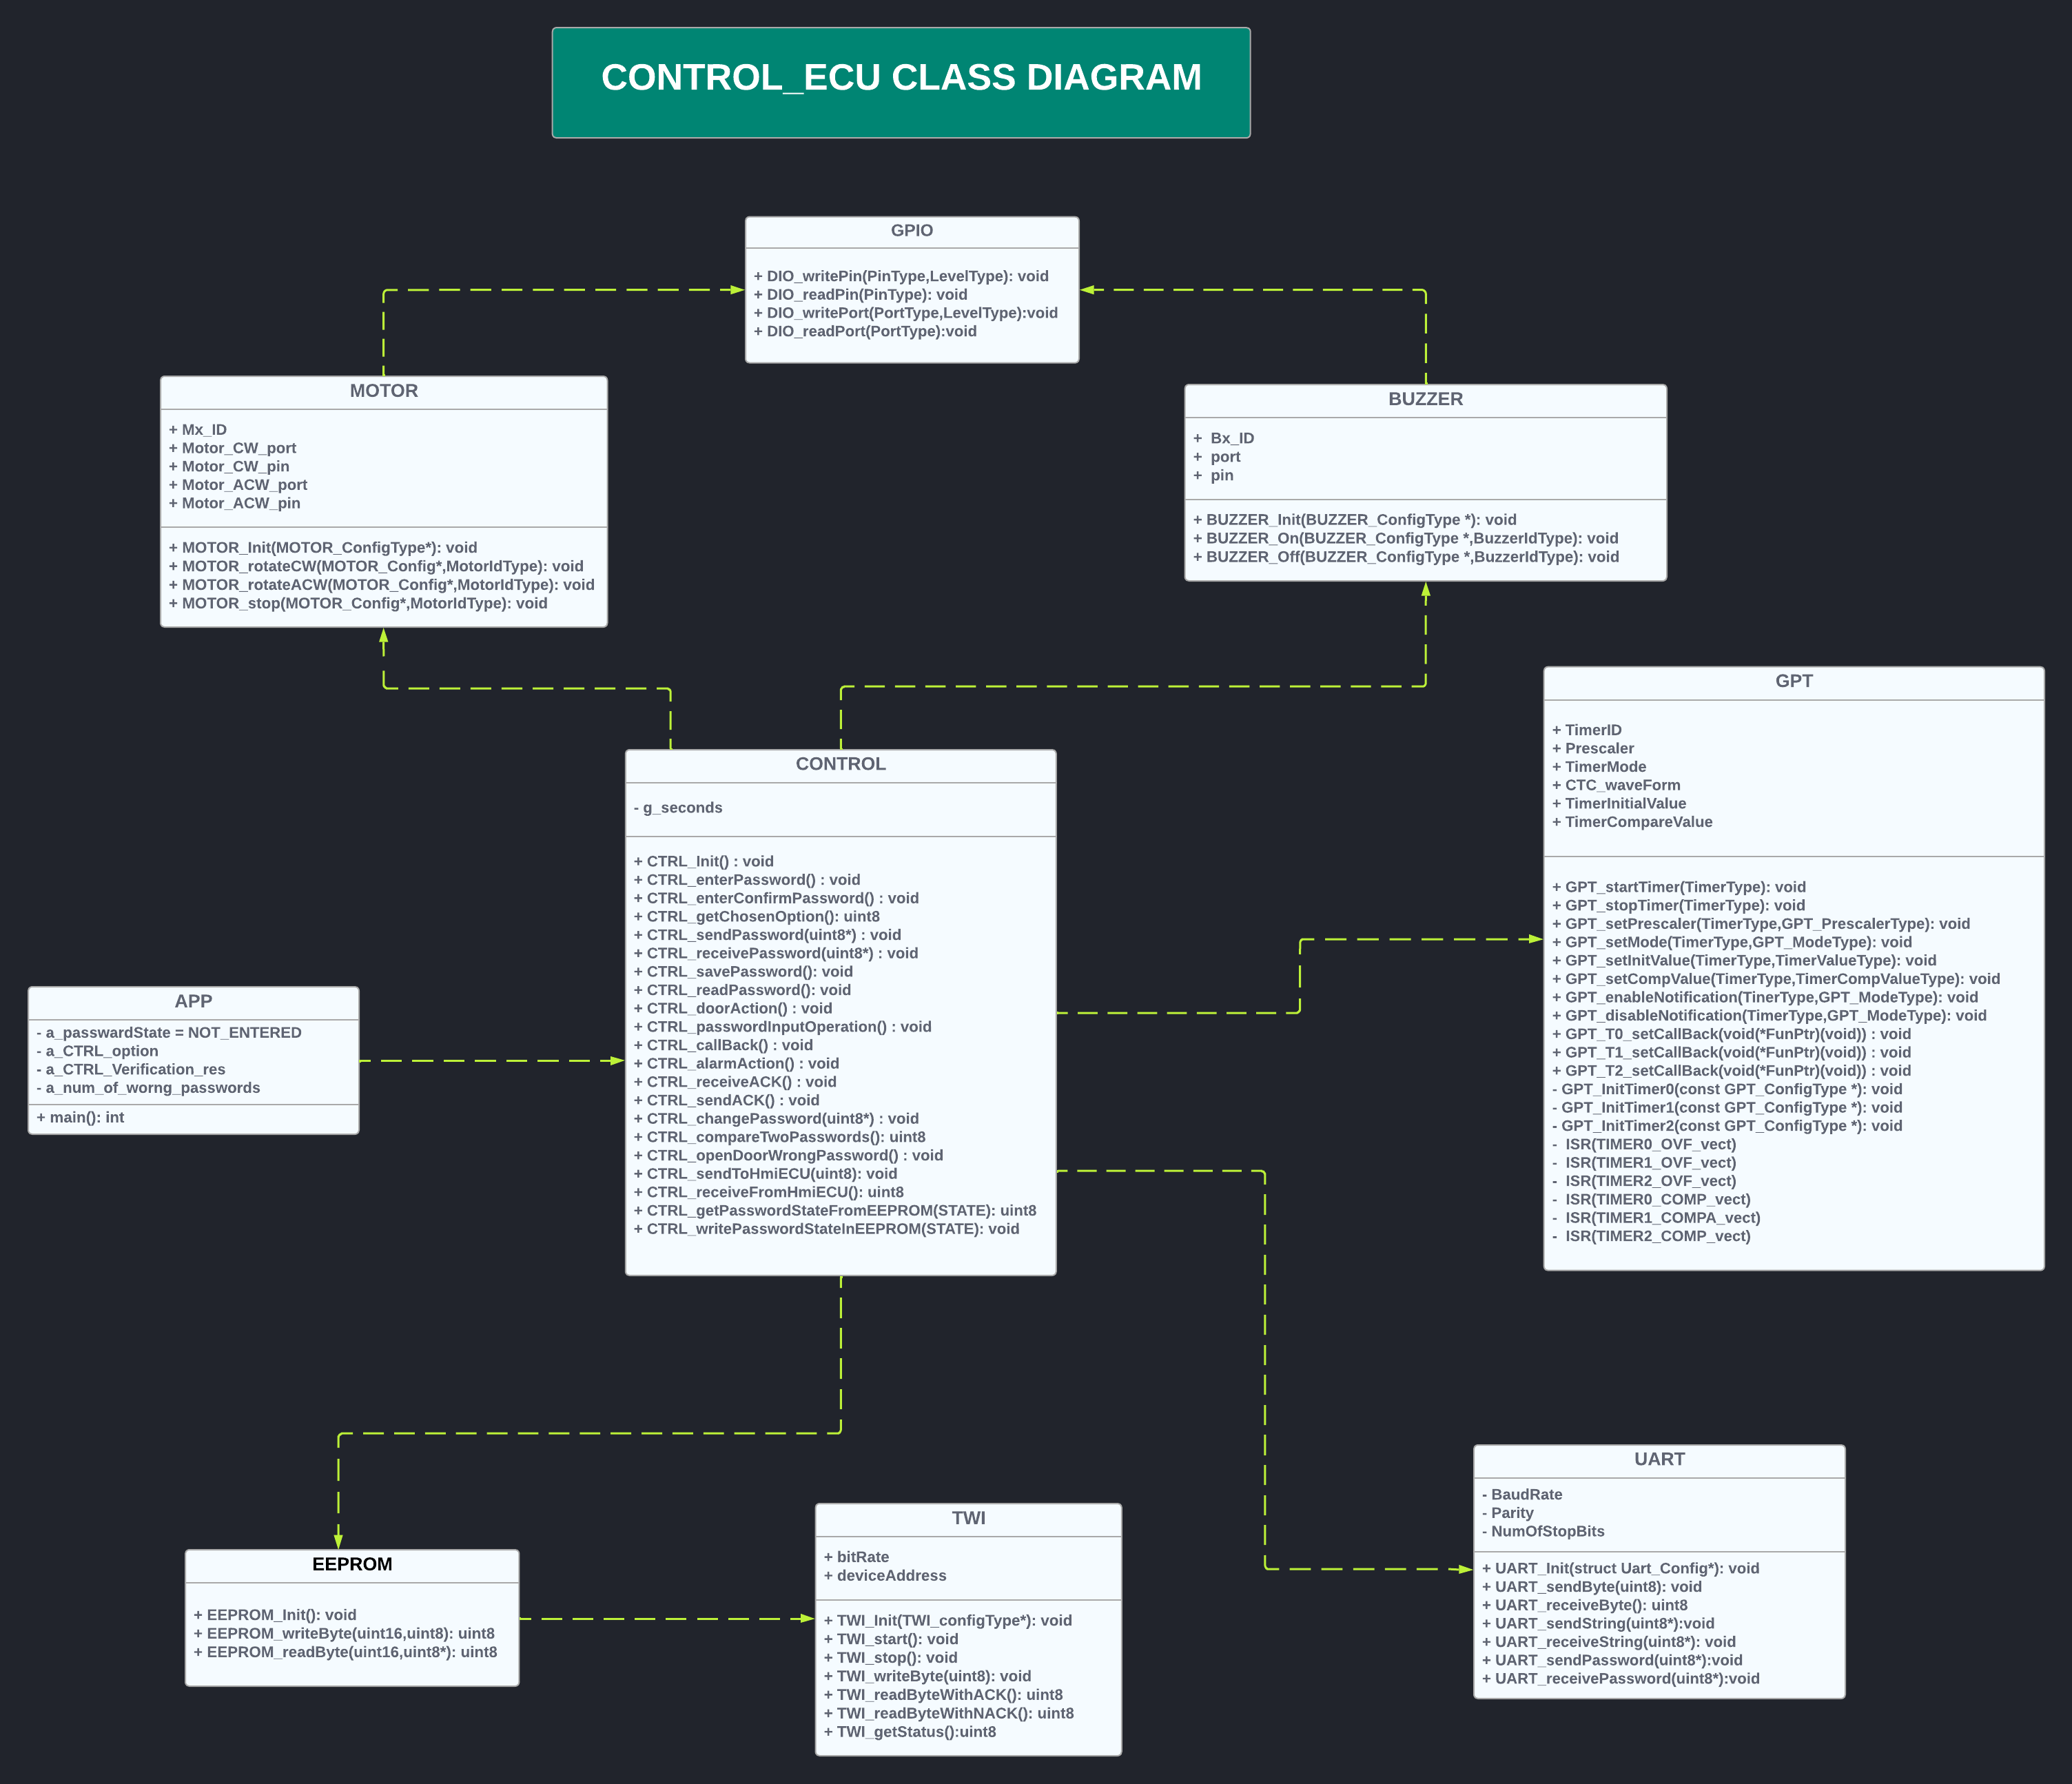 CONTROL_ECU CLASS DIAGRAM
GPIO
+ DIO_writePin(PinType,LevelType): void
+ DIO_readPin(PinType): void
+ DIO_writePort(PortType,LevelType):void
+ DIO_readPort(PortType):void
MOTOR
+ Mx_ID
+ Motor_CW_port
+ Motor_CW_pin
+ Motor_ACW_port
+ Motor_ACW_pin
+ MOTOR_Init(MOTOR_ConfigType*): void
+ MOTOR_rotateCW(MOTOR_Config*,MotorIdType): void
+ MOTOR_rotateACW(MOTOR_Config*,MotorIdType): void
+ MOTOR_stop(MOTOR_Config*,MotorIdType): void
BUZZER
+ Bx_ID
+ port
+ pin
+ BUZZER_Init(BUZZER_ConfigType *): void
+ BUZZER_On(BUZZER_ConfigType *,BuzzerIdType): void
+ BUZZER_Off(BUZZER_ConfigType *,BuzzerIdType): void
GPT
+ TimerID
+ Prescaler
+ TimerMode
+ CTC_waveForm
+ TimerInitialValue
+ TimerCompareValue
+ GPT_startTimer(TimerType): void
+ GPT_stopTimer(TimerType): void
+ GPT_setPrescaler(TimerType,GPT_PrescalerType): void
+ GPT_setMode(TimerType,GPT_ModeType): void
+ GPT_setInitValue(TimerType,TimerValueType): void
+ GPT_setCompValue(TimerType,TimerCompValueType): void
+ GPT_enableNotification(TinerType,GPT_ModeType): void
+ GPT_disableNotification(TimerType,GPT_ModeType): void
+ GPT_T0_setCallBack(void(*FunPtr)(void)) : void
+ GPT_T1_setCallBack(void(*FunPtr)(void)) : void
+ GPT_T2_setCallBack(void(*FunPtr)(void)) : void
- GPT_InitTimer0(const GPT_ConfigType *): void
- GPT_InitTimer1(const GPT_ConfigType *): void
- GPT_InitTimer2(const GPT_ConfigType *): void
- ISR(TIMER0_OVF_vect)
- ISR(TIMER1_OVF_vect)
- ISR(TIMER2_OVF_vect)
- ISR(TIMER0_COMP_vect)
- ISR(TIMER1_COMPA_vect)
- ISR(TIMER2_COMP_vect)
CONTROL
- g_seconds
+ CTRL_Init() : void
+ CTRL_enterPassword() : void
+ CTRL_enterConfirmPassword() : void
+ CTRL_getChosenOption(): uint8
+ CTRL_sendPassword(uint8*) : void
+ CTRL_receivePassword(uint8*) : void
+ CTRL_savePassword(): void
+ CTRL_readPassword(): void
+ CTRL_doorAction() : void
+ CTRL_passwordInputOperation() : void
+ CTRL_callBack() : void
+ CTRL_alarmAction() : void
+ CTRL_receiveACK() : void
+ CTRL_sendACK() : void
+ CTRL_changePassword(uint8*) : void
+ CTRL_compareTwoPasswords(): uint8
+ CTRL_openDoorWrongPassword() : void
+ CTRL_sendToHmiECU(uint8): void
+ CTRL_receiveFromHmiECU(): uint8
+ CTRL_getPasswordStateFromEEPROM(STATE): uint8
+ CTRL_writePasswordStateInEEPROM(STATE): void
APP
- a_passwardState = NOT_ENTERED
- a_CTRL_option
- a_CTRL_Verification_res
- a_num_of_worng_passwords
+ main(): int
UART
- BaudRate
- Parity
- NumOfStopBits
+ UART_Init(struct Uart_Config*): void
+ UART_sendByte(uint8): void
+ UART_receiveByte(): uint8
+ UART_sendString(uint8*):void
+ UART_receiveString(uint8*): void
+ UART_sendPassword(uint8*):void
+ UART_receivePassword(uint8*):void
TWI
+ bitRate
+ deviceAddress
+ TWI_Init(TWI_configType*): void
+ TWI_start(): void
+ TWI_stop(): void
+ TWI_writeByte(uint8): void
+ TWI_readByteWithACK(): uint8
+ TWI_readByteWithNACK(): uint8
+ TWI_getStatus():uint8
EEPROM
+ EEPROM_Init(): void
+ EEPROM_writeByte(uint16,uint8): uint8
+ EEPROM_readByte(uint16,uint8*): uint8